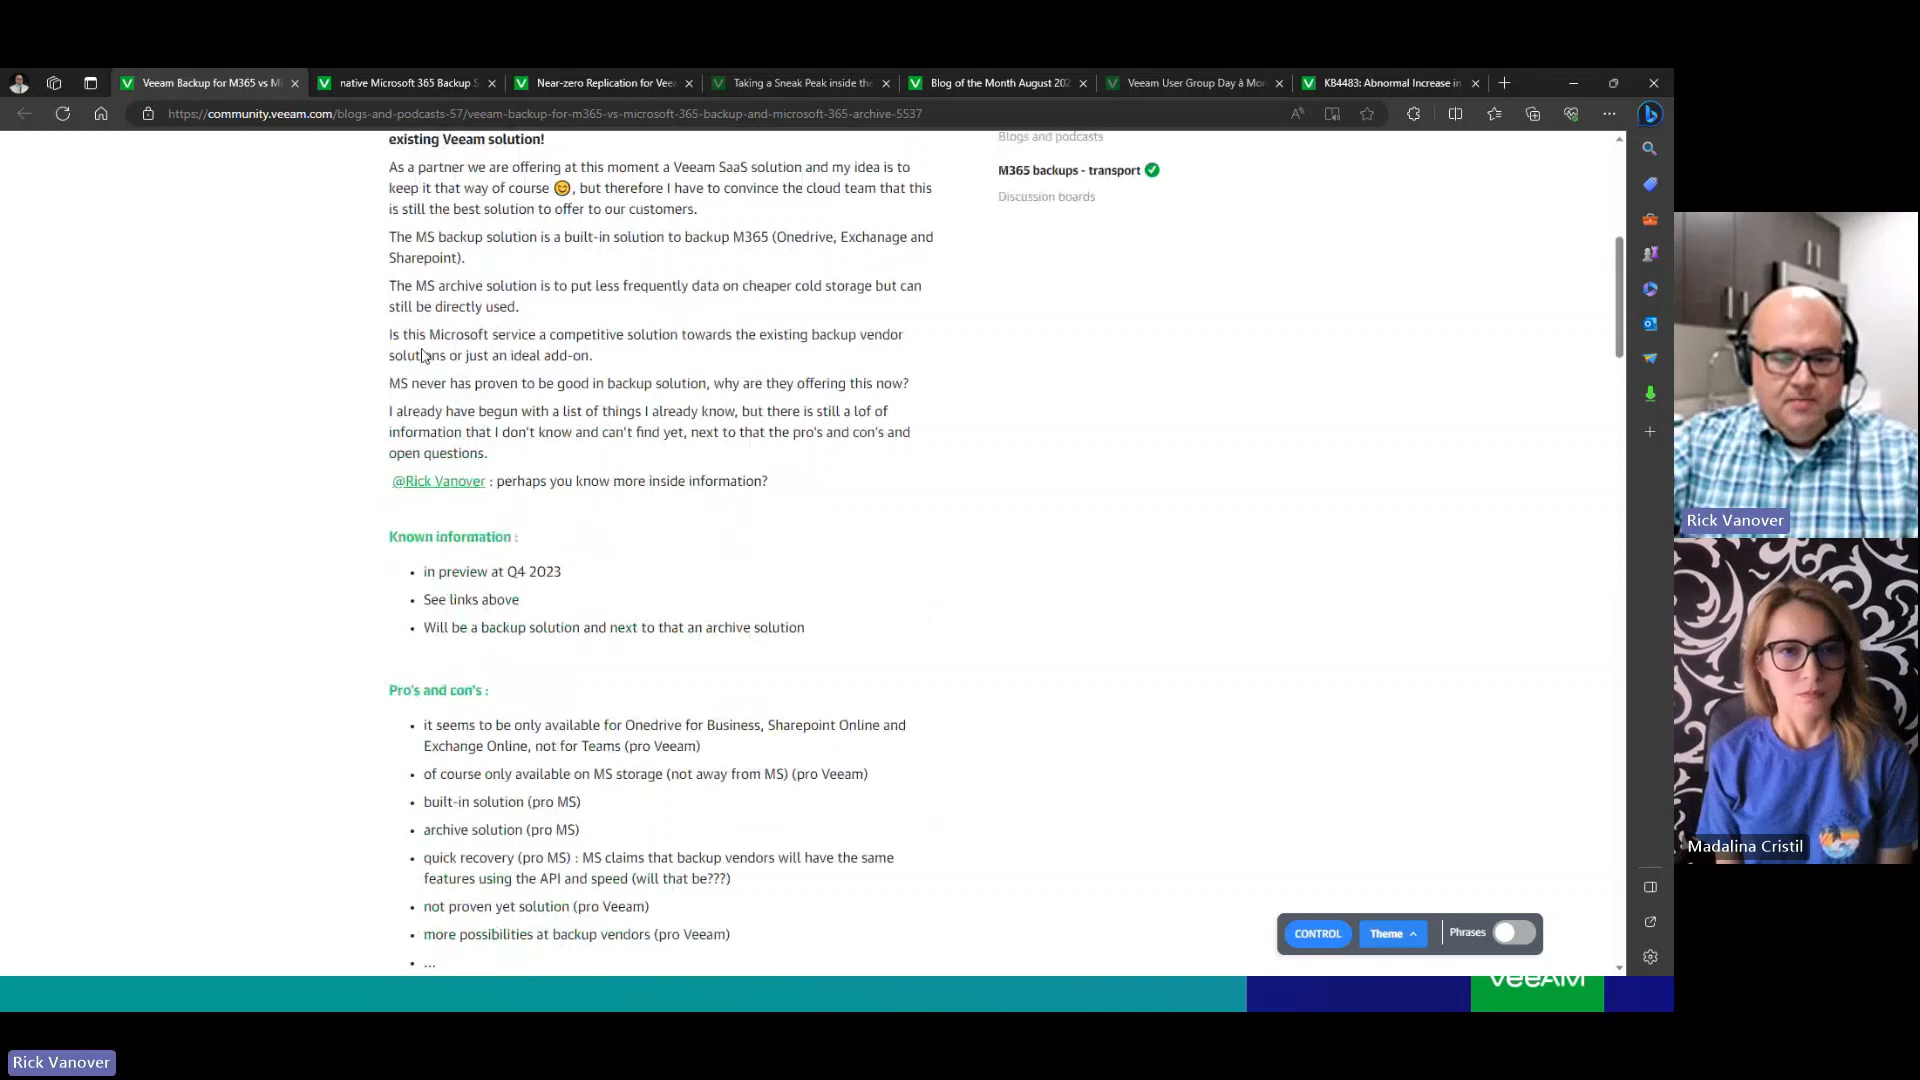 Veeam Backup for M365 vs Mi
native Microsoft 365 Backup S
Near-zero Replication for Veea
Taking a Sneak Peak inside the
Blog of the Month August 202
Veeam User Group Day à Mon
KB4483: Abnormal Increase in
https://community.veeam.com/blogs-and-podcasts-57/veeam-backup-for-m365-vs-microsoft-365-backup-and-microsoft-365-archive-5537
existing Veeam solution!
As a partner we are offering at this moment a Veeam SaaS solution and my idea is to
keep it that way of course 😊, but therefore I have to convince the cloud team that this
is still the best solution to offer to our customers.
The MS backup solution is a built-in solution to backup M365 (Onedrive, Exchanage and
Sharepoint).
The MS archive solution is to put less frequently data on cheaper cold storage but can
still be directly used.
Is this Microsoft service a competitive solution towards the existing backup vendor
solutions or just an ideal add-on.
MS never has proven to be good in backup solution, why are they offering this now?
I already have begun with a list of things I already know, but there is still a lof of
information that I don't know and can't find yet, next to that the pro's and con's and
open questions.
@Rick Vanover : perhaps you know more inside information?
Known information :
• in preview at Q4 2023
• See links above
• Will be a backup solution and next to that an archive solution
Pro's and con's :
• it seems to be only available for Onedrive for Business, Sharepoint Online and
Exchange Online, not for Teams (pro Veeam)
• of course only available on MS storage (not away from MS) (pro Veeam)
• built-in solution (pro MS)
• archive solution (pro MS)
• quick recovery (pro MS) : MS claims that backup vendors will have the same
features using the API and speed (will that be???)
• not proven yet solution (pro Veeam)
• more possibilities at backup vendors (pro Veeam)
• ...
Blogs and podcasts
M365 backups - transport
Discussion boards
CONTROL
Theme
Phrases
VEEAM
Rick Vanover
Madalina Cristil
Rick Vanover